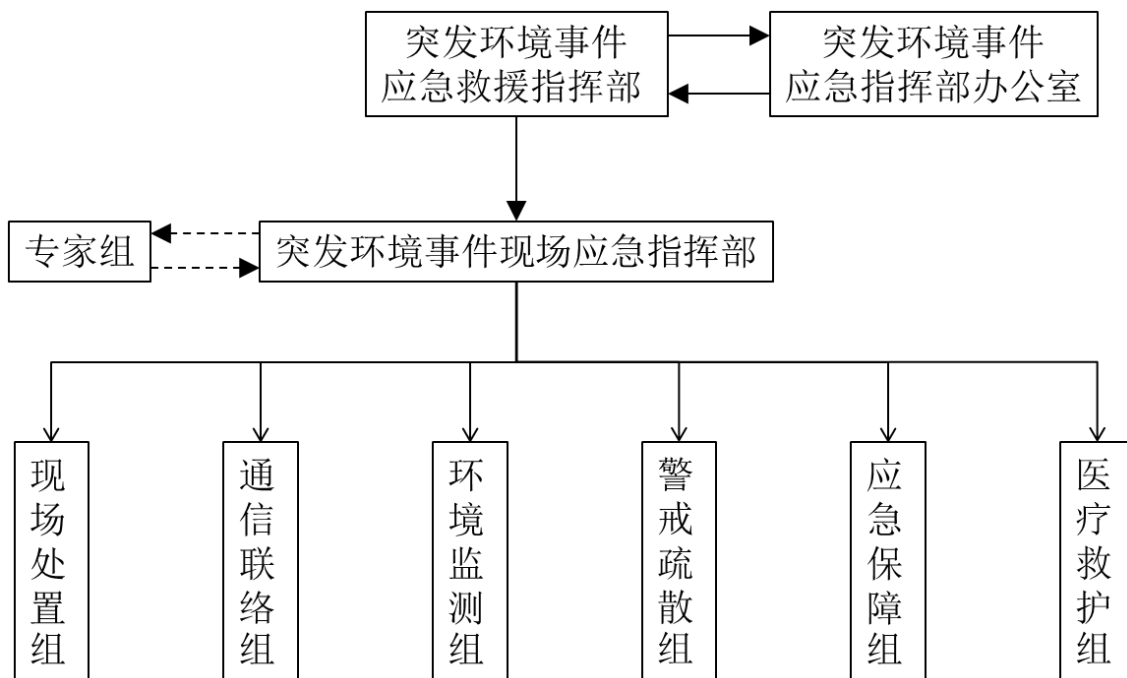 突发环境事件
应急救援指挥部
突发环境事件
应急指挥部办公室
专家组
突发环境事件现场应急指挥部
现场处置组
通信联络组
环境监测组
警戒疏散组
应急保障组
医疗救护组